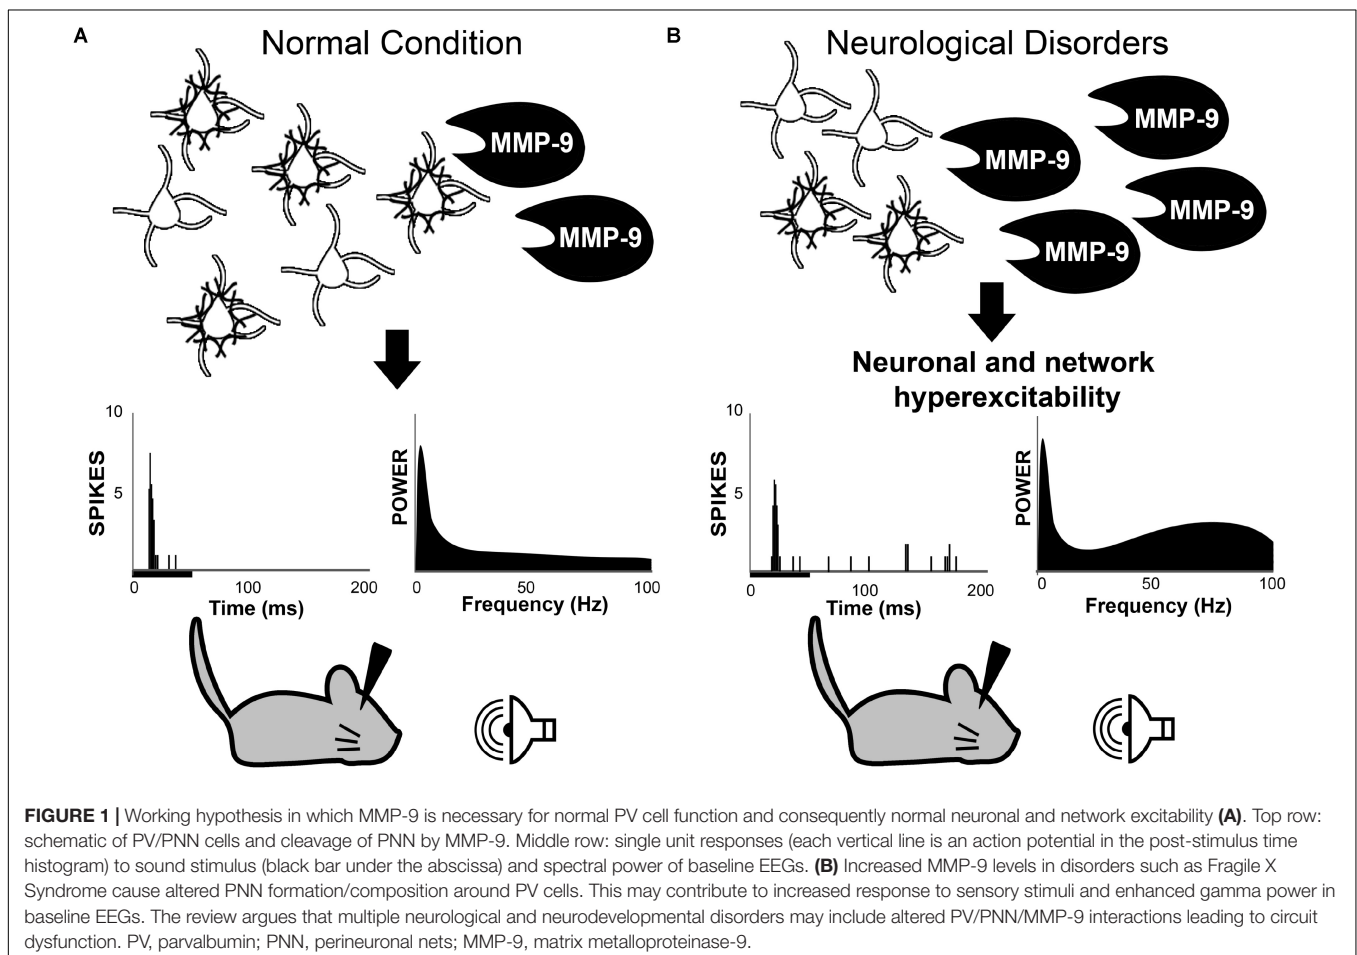 A
Normal Condition
MMP-9
MMP-9
10
5
SPIKES
0
100
200
Time (ms)
POWER
0
50
100
Frequency (Hz)
B
Neurological Disorders
MMP-9
MMP-9
MMP-9
MMP-9
Neuronal and network
hyperexcitability
10
5
SPIKES
0
100
200
Time (ms)
POWER
0
50
100
Frequency (Hz)
FIGURE 1 | Working hypothesis in which MMP-9 is necessary for normal PV cell function and consequently normal neuronal and network excitability (A). Top row:
schematic of PV/PNN cells and cleavage of PNN by MMP-9. Middle row: single unit responses (each vertical line is an action potential in the post-stimulus time
histogram) to sound stimulus (black bar under the abscissa) and spectral power of baseline EEGs. (B) Increased MMP-9 levels in disorders such as Fragile X
Syndrome cause altered PNN formation/composition around PV cells. This may contribute to increased response to sensory stimuli and enhanced gamma power in
baseline EEGs. The review argues that multiple neurological and neurodevelopmental disorders may include altered PV/PNN/MMP-9 interactions leading to circuit
dysfunction. PV, parvalbumin; PNN, perineuronal nets; MMP-9, matrix metalloproteinase-9.